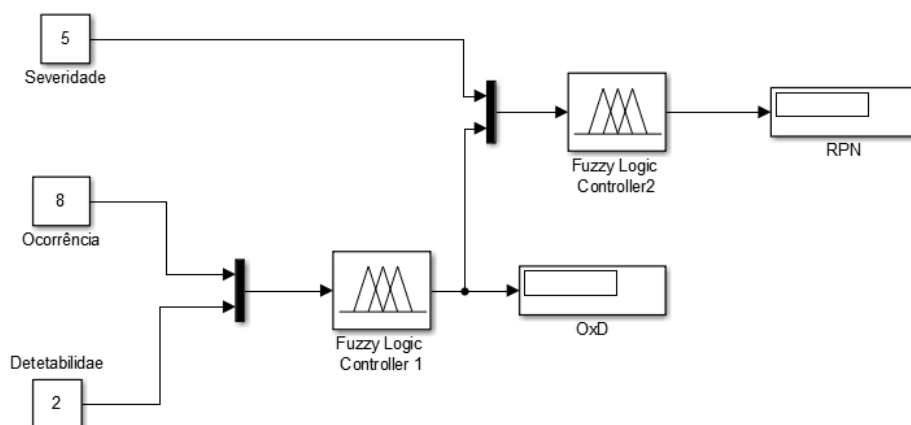 5
Severidade
Fuzzy Logic
Controller2
RPN
8
Ocorrência
Fuzzy Logic
Controller 1
OxD
Detetabilidae
2